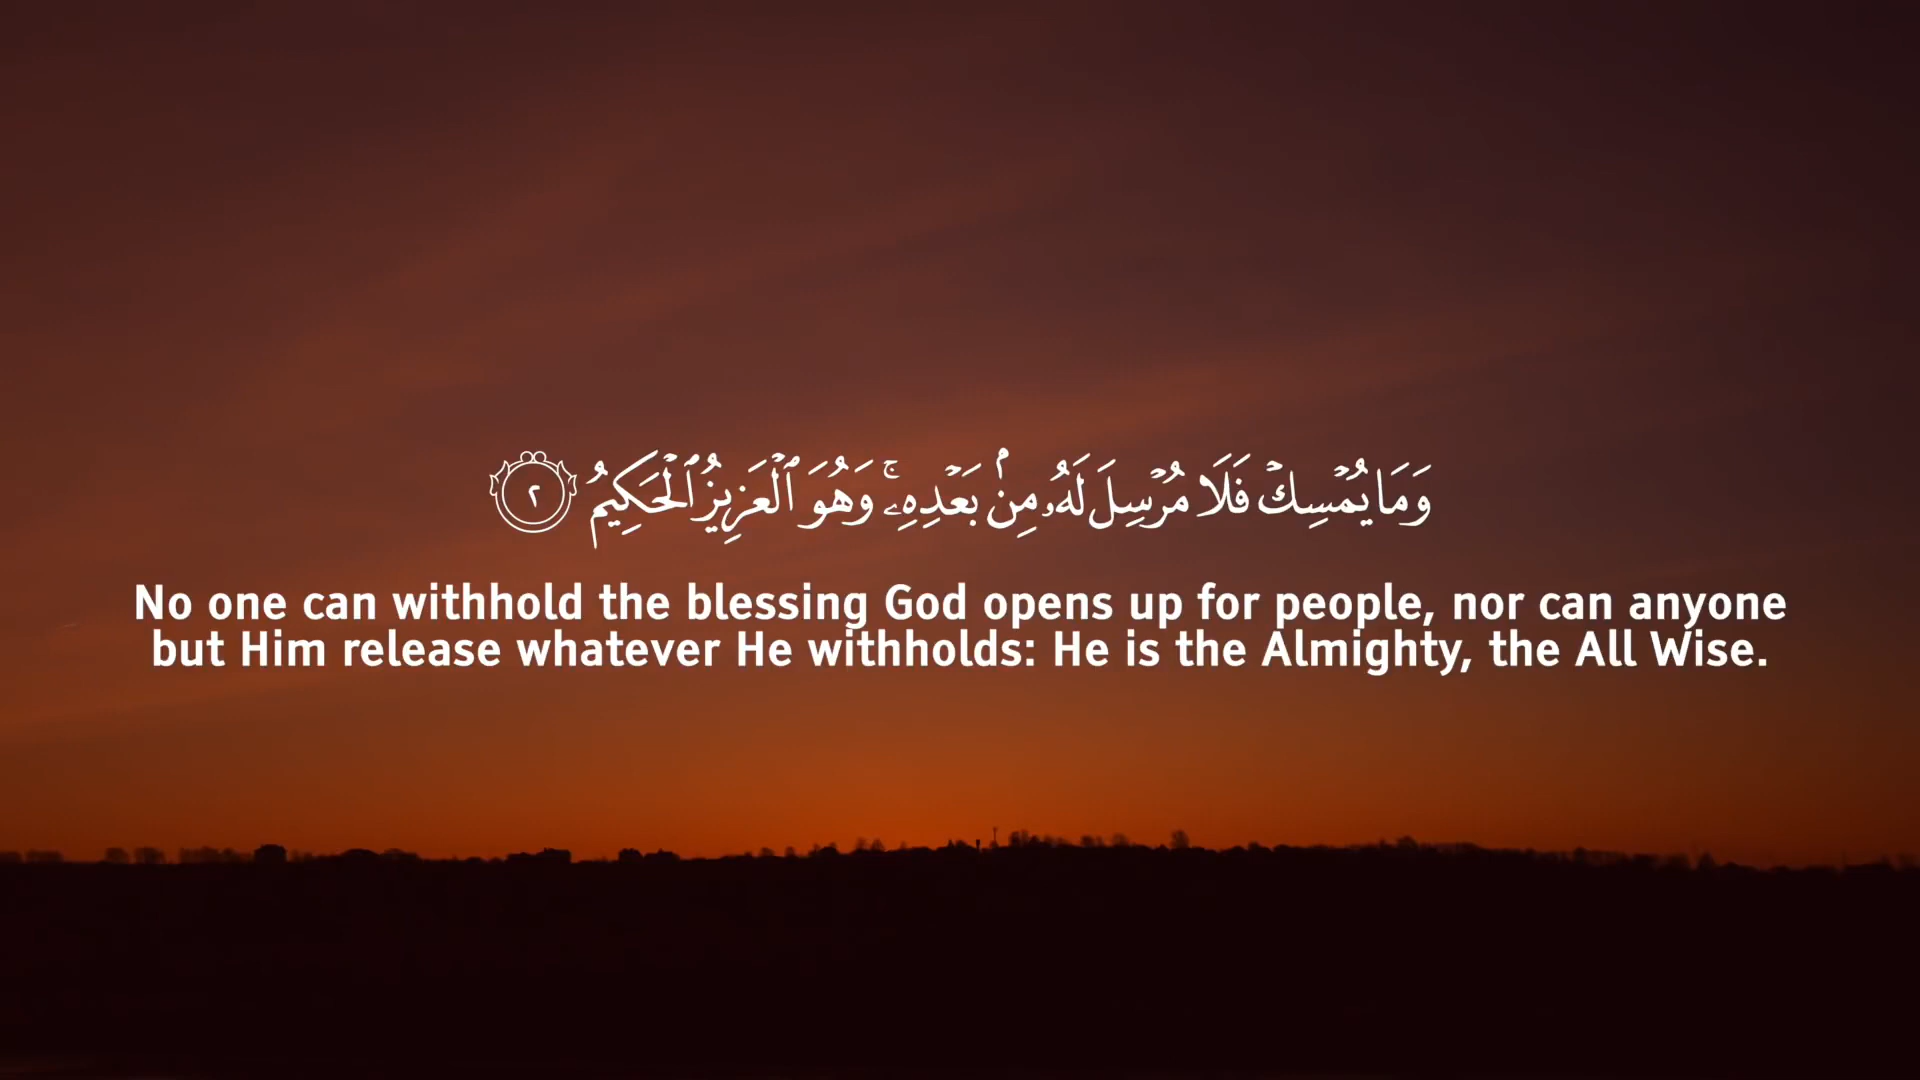 وَمَا يُمْسِكْ فَلَا مُرْسِلَ لَهُۥ مِنۢ بَعْدِهِۦ ۚ وَهُوَ ٱلْعَزِيزُ ٱلْحَكِيمُ ٢
No one can withhold the blessing God opens up for people, nor can anyone
but Him release whatever He withholds: He is the Almighty, the All Wise.